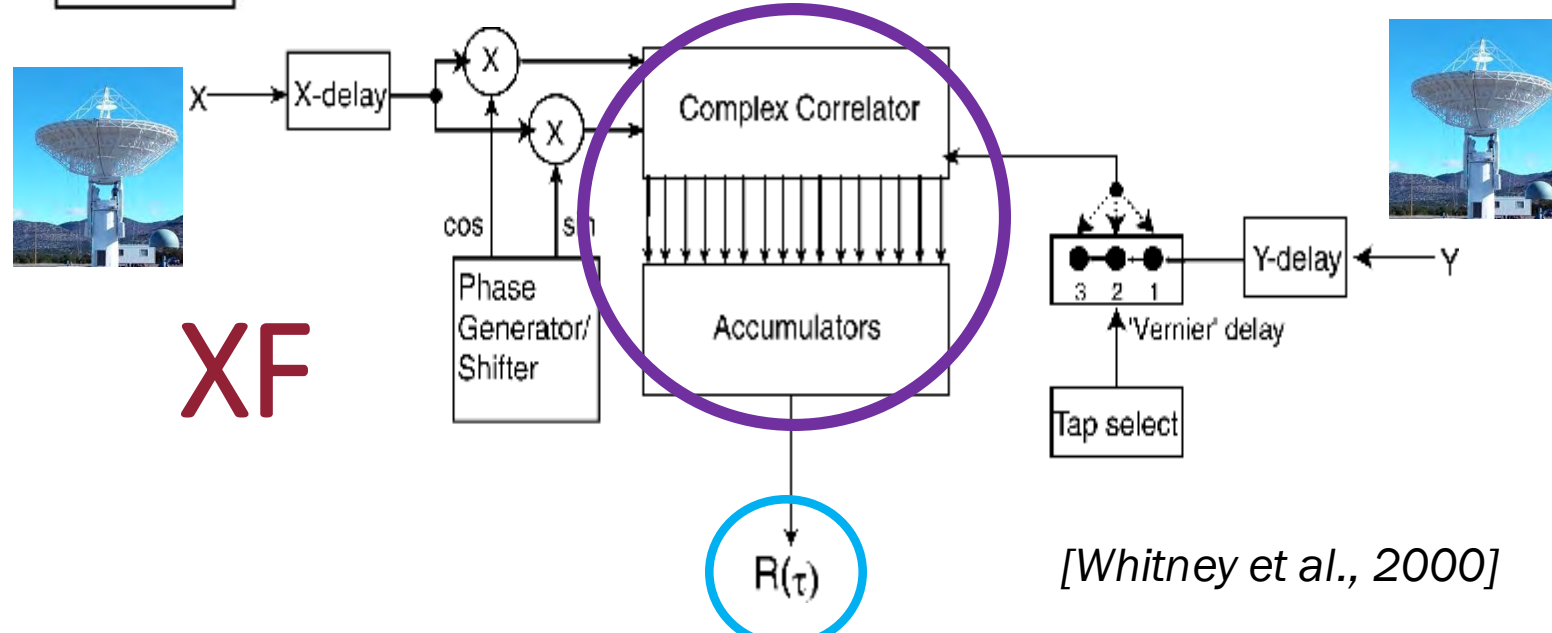 X
X-delay
X
X
Complex Correlator
cos
sin
Phase
Generator/
Shifter
Accumulators
3 2 1
Y-delay
Y
'Vernier' delay
Tap select
XF
R(τ)
[Whitney et al., 2000]